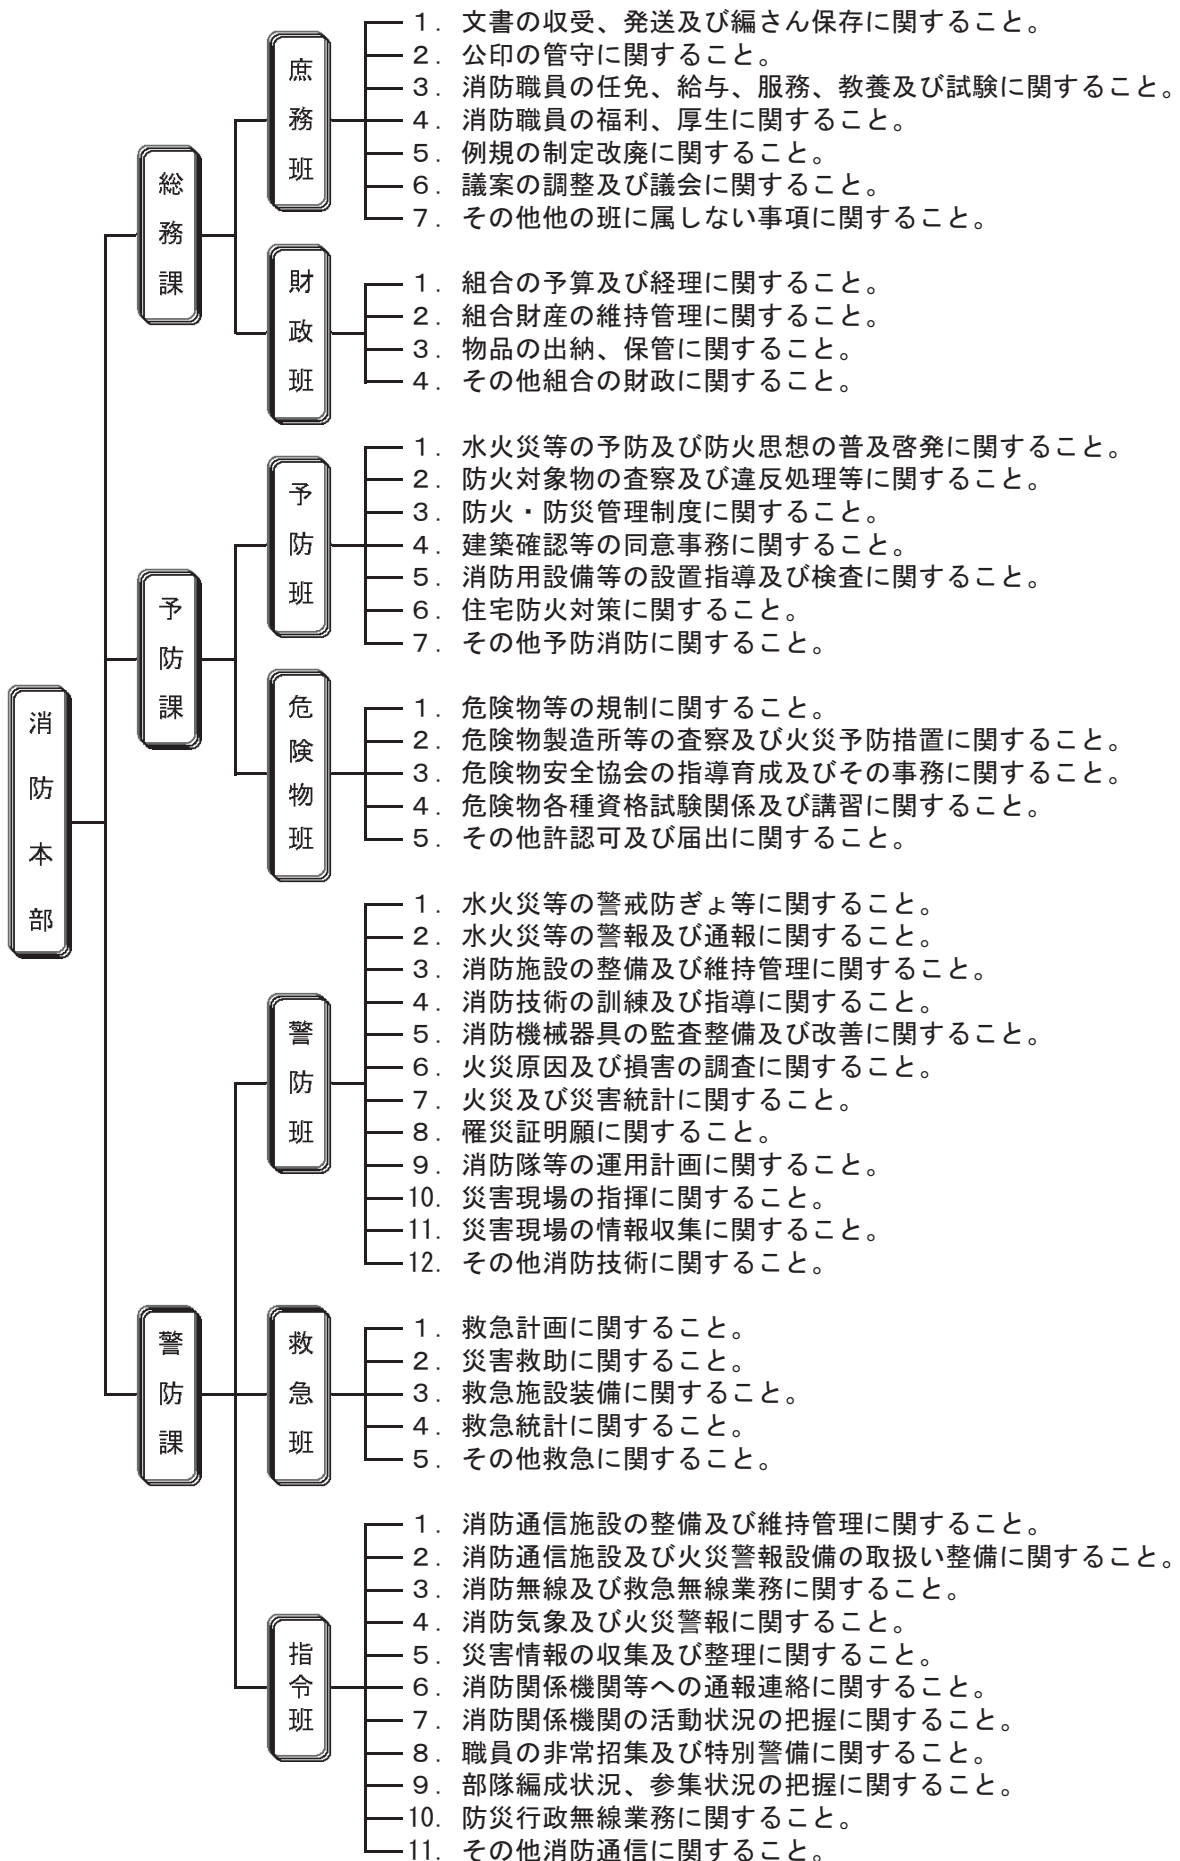 消防本部
総務課
庶務班
１．文書の収受、発送及び編さん保存に関すること。
２．公印の管守に関すること。
３．消防職員の任免、給与、服務、教養及び試験に関すること。
４．消防職員の福利、厚生に関すること。
５．例規の制定改廃に関すること。
６．議案の調整及び議会に関すること。
７．その他他の班に属しない事項に関すること。
財政班
１．組合の予算及び経理に関すること。
２．組合財産の維持管理に関すること。
３．物品の出納、保管に関すること。
４．その他組合の財政に関すること。
予防課
予防班
１．水火災等の予防及び防火思想の普及啓発に関すること。
２．防火対象物の査察及び違反処理等に関すること。
３．防火・防災管理制度に関すること。
４．建築確認等の同意事務に関すること。
５．消防用設備等の設置指導及び検査に関すること。
６．住宅防火対策に関すること。
７．その他予防消防に関すること。
危険物班
１．危険物等の規制に関すること。
２．危険物製造所等の査察及び火災予防措置に関すること。
３．危険物安全協会の指導育成及びその事務に関すること。
４．危険物各種資格試験関係及び講習に関すること。
５．その他許認可及び届出に関すること。
警防課
警防班
１．水火災等の警戒防ぎょ等に関すること。
２．水火災等の警報及び通報に関すること。
３．消防施設の整備及び維持管理に関すること。
４．消防技術の訓練及び指導に関すること。
５．消防機械器具の監査整備及び改善に関すること。
６．火災原因及び損害の調査に関すること。
７．火災及び災害統計に関すること。
８．罹災証明願に関すること。
９．消防隊等の運用計画に関すること。
10．災害現場の指揮に関すること。
11．災害現場の情報収集に関すること。
12．その他消防技術に関すること。
救急班
１．救急計画に関すること。
２．災害救助に関すること。
３．救急施設装備に関すること。
４．救急統計に関すること。
５．その他救急に関すること。
指令班
１．消防通信施設の整備及び維持管理に関すること。
２．消防通信施設及び火災警報設備の取扱い整備に関すること。
３．消防無線及び救急無線業務に関すること。
４．消防気象及び火災警報に関すること。
５．災害情報の収集及び整理に関すること。
６．消防関係機関等への通報連絡に関すること。
７．消防関係機関の活動状況の把握に関すること。
８．職員の非常招集及び特別警備に関すること。
９．部隊編成状況、参集状況の把握に関すること。
10．防災行政無線業務に関すること。
11．その他消防通信に関すること。